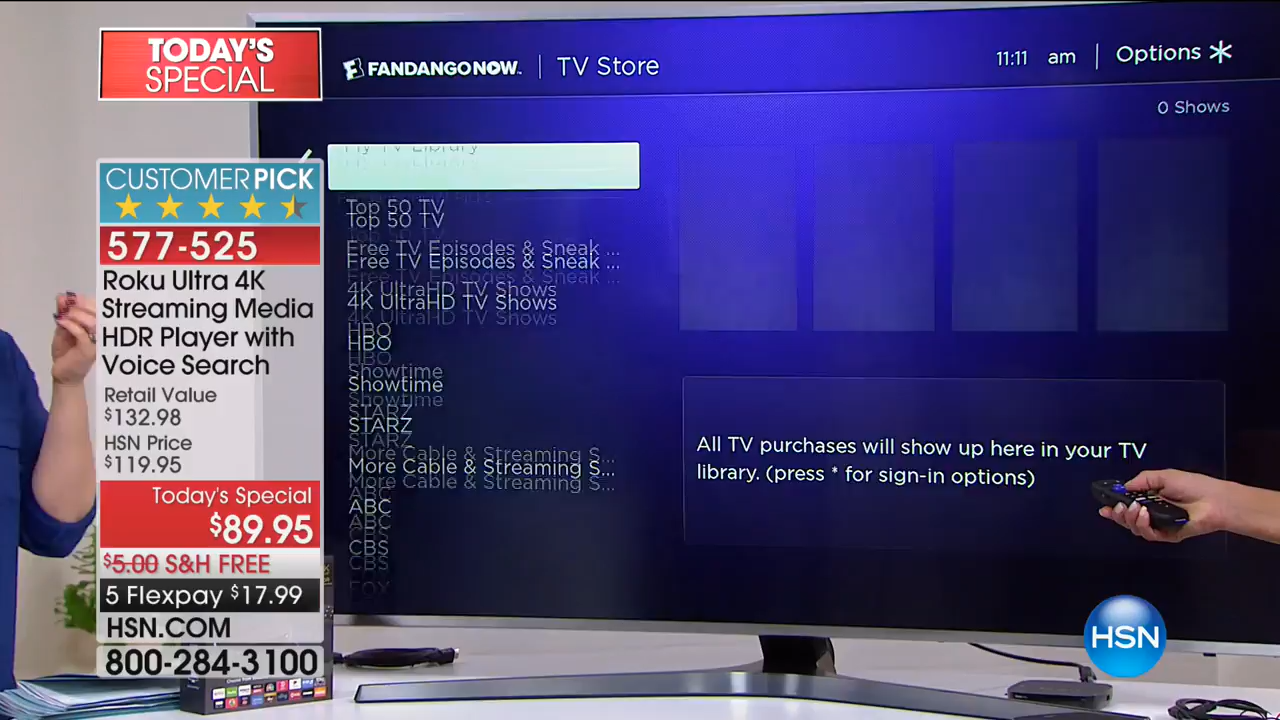 TODAY'S
SPECIAL
CUSTOMER PICK
577-525
Roku Ultra 4K
Streaming Media
HDR Player with
Voice Search
Retail Value
$132.98
HSN Price
$119.95
Today's Special
$89.95
$5.00 S&H FREE
5 Flexpay $17.99
HSN.COM
800-284-3100
FANDANGONOW | TV Store
11:11 am | Options *
0 Shows
My TV Library
Top 50 TV
Free TV Episodes & Sneak ...
4K UltraHD TV Shows
HBO
Showtime
STARZ
More Cable & Streaming S...
ABC
CBS
FOX
All TV purchases will show up here in your TV
library. (press * for sign-in options)
HSN